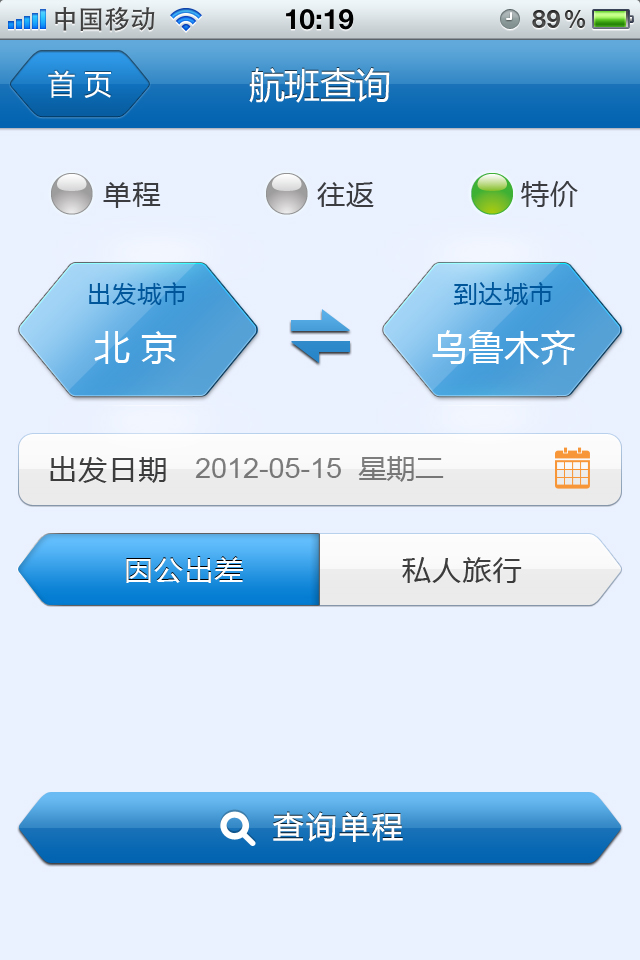 中国移动 10:19 89%
首页 航班查询
单程 往返 特价
出发城市 到达城市
北京 乌鲁木齐
出发日期 2012-05-15 星期二
因公出差 私人旅行
查询单程